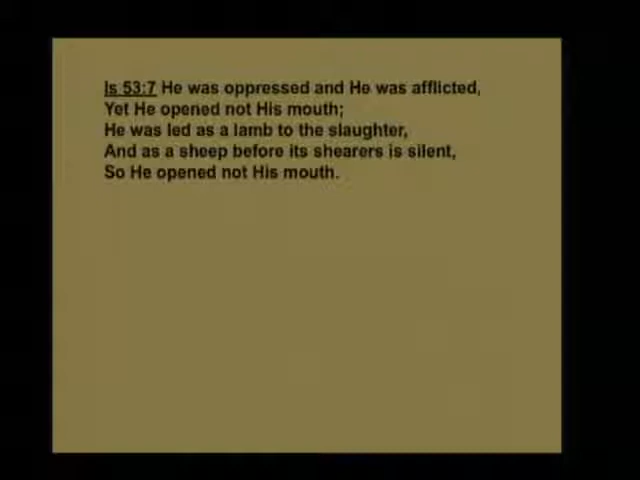 Is 53:7 He was oppressed and He was afflicted,
Yet He opened not His mouth;
He was led as a lamb to the slaughter,
And as a sheep before its shearers is silent,
So He opened not His mouth.